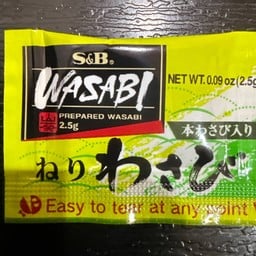 S&B®
WASABI
PREPARED WASABI
2.5g
NET WT. 0.09 oz (2.5g
本わさび入り
ねりわさび
Easy to tear at any point